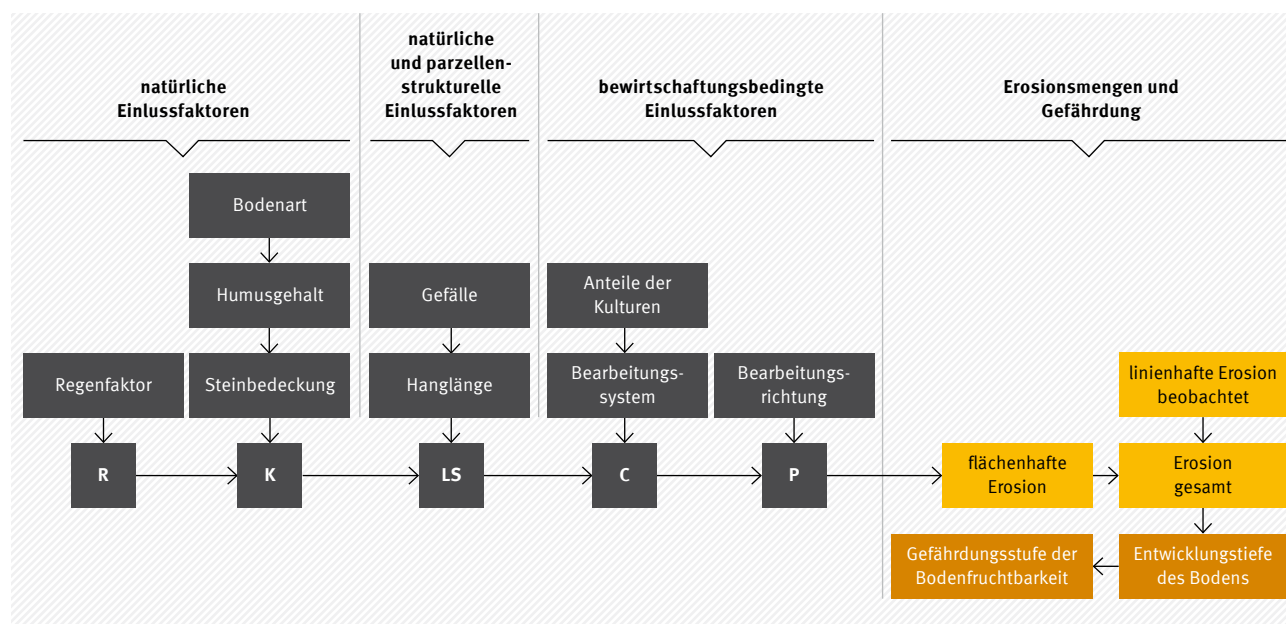 natürliche
Einlussfaktoren
natürliche
und parzellen-
strukturelle
Einlussfaktoren
bewirtschaftungsbedingte
Einlussfaktoren
Erosionsmengen und
Gefährdung
Bodenart
Humusgehalt
Gefälle
Anteile der
Kulturen
Regenfaktor
Steinbedeckung
Hanglänge
Bearbeitungs-
system
Bearbeitungs-
richtung
linienhafte Erosion
beobachtet
R
K
LS
C
P
flächenhafte
Erosion
Erosion
gesamt
Gefährdungsstufe der
Bodenfruchtbarkeit
Entwicklungstiefe
des Bodens